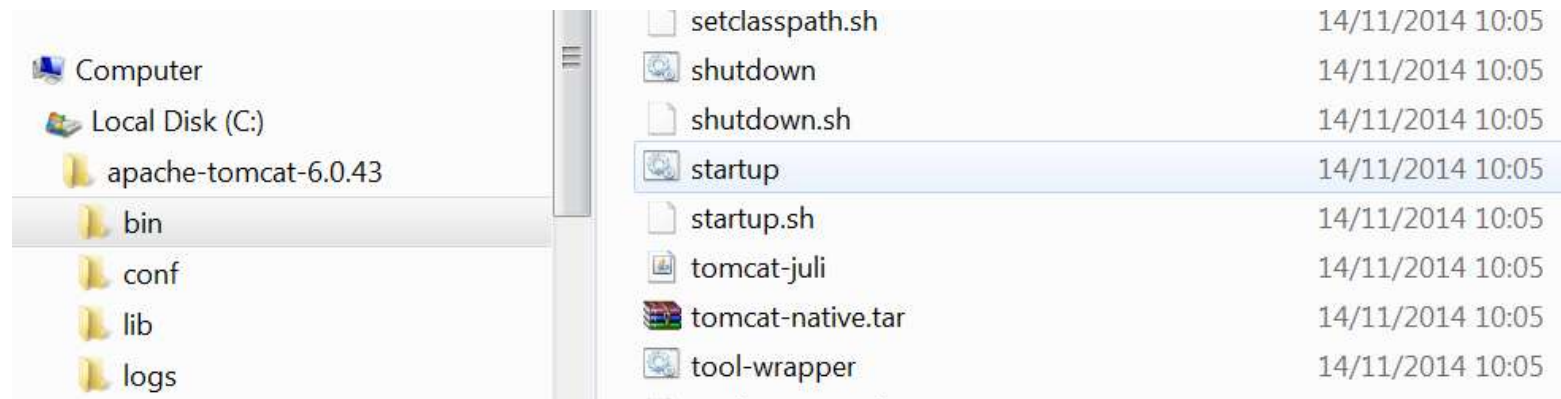 Computer
Local Disk (C:)
apache-tomcat-6.0.43
bin
conf
lib
logs
setclasspath.sh 14/11/2014 10:05
shutdown 14/11/2014 10:05
shutdown.sh 14/11/2014 10:05
startup 14/11/2014 10:05
startup.sh 14/11/2014 10:05
tomcat-juli 14/11/2014 10:05
tomcat-native.tar 14/11/2014 10:05
tool-wrapper 14/11/2014 10:05